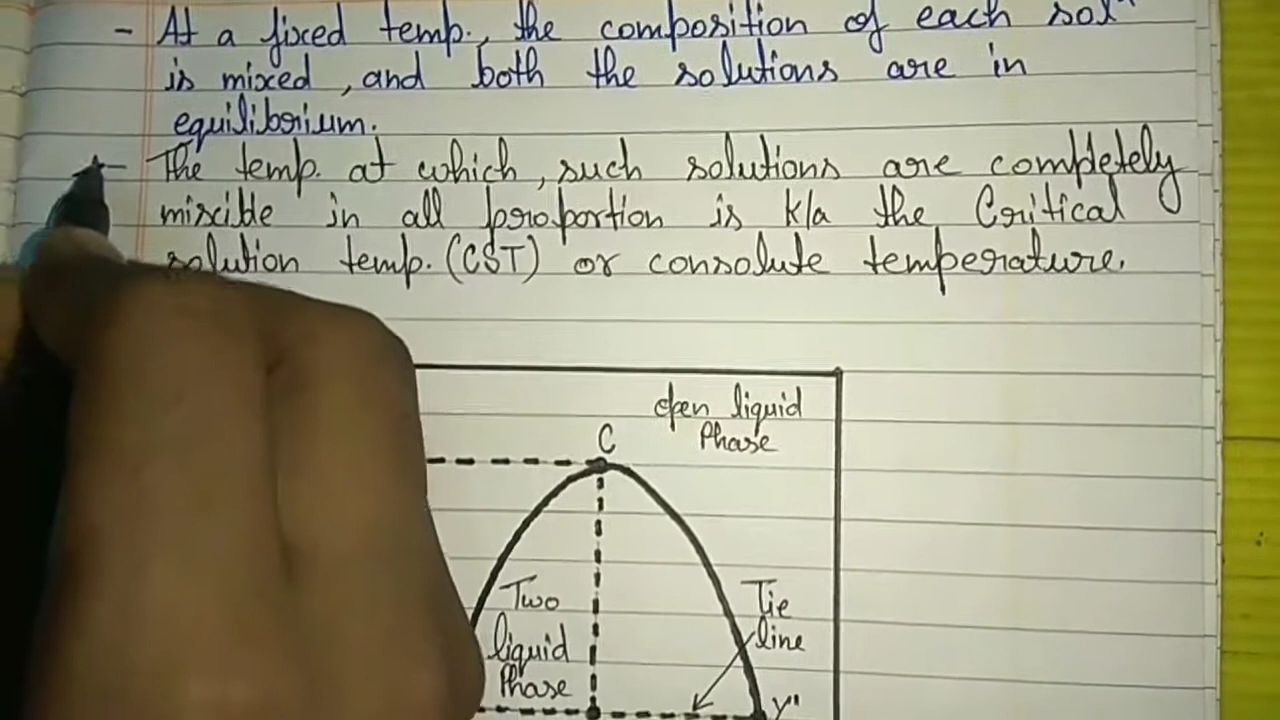 - At a fixed temp., the composition of each solⁿ
is mixed, and both the solutions are in
equilibrium.
- The temp. at which, such solutions are completely
miscible in all proportion is k/a the Critical
solution temp. (CST) or consolute temperature.
open liquid
Phase
C
Two
liquid
Phase
Tie
line
Y"